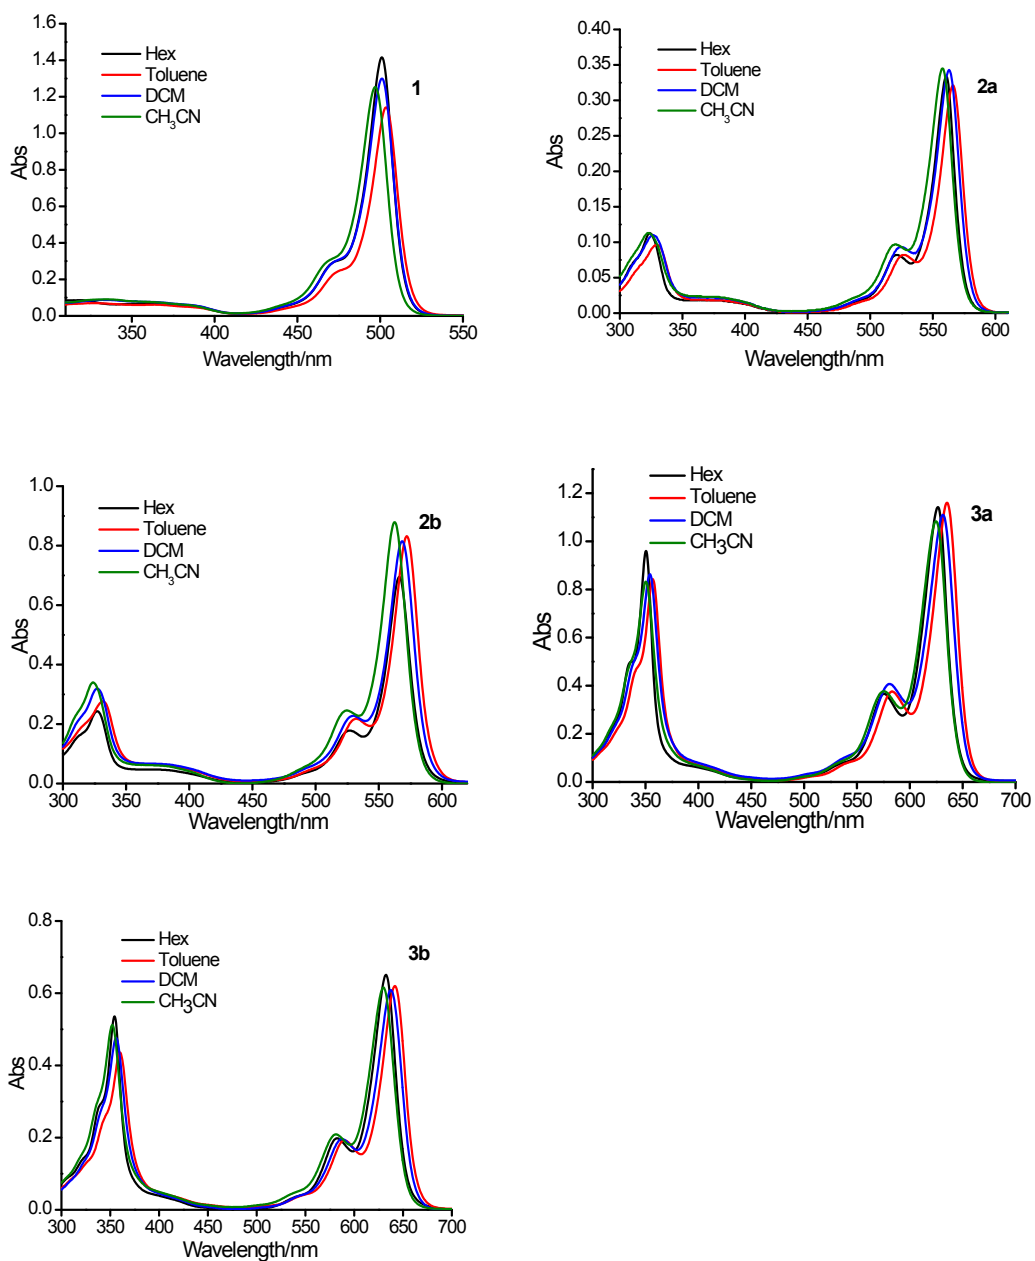 1.6
1.4
1.2
1.0
0.8
0.6
0.4
0.2
0.0
Abs
Hex
Toluene
DCM
CH₃CN
1
350 400 450 500 550
Wavelength/nm
0.40
0.35
0.30
0.25
0.20
0.15
0.10
0.05
0.00
Abs
Hex
Toluene
DCM
CH₃CN
2a
300 350 400 450 500 550 600
Wavelength/nm
1.0
0.8
0.6
0.4
0.2
0.0
Abs
Hex
Toluene
DCM
CH₃CN
2b
300 350 400 450 500 550 600
Wavelength/nm
1.2
1.0
0.8
0.6
0.4
0.2
0.0
Abs
Hex
Toluene
DCM
CH3CN
3a
300 350 400 450 500 550 600 650 700
Wavelength/nm
0.8
0.6
0.4
0.2
0.0
Abs
Hex
Toluene
DCM
CH3CN
3b
300 350 400 450 500 550 600 650 700
Wavelength/nm